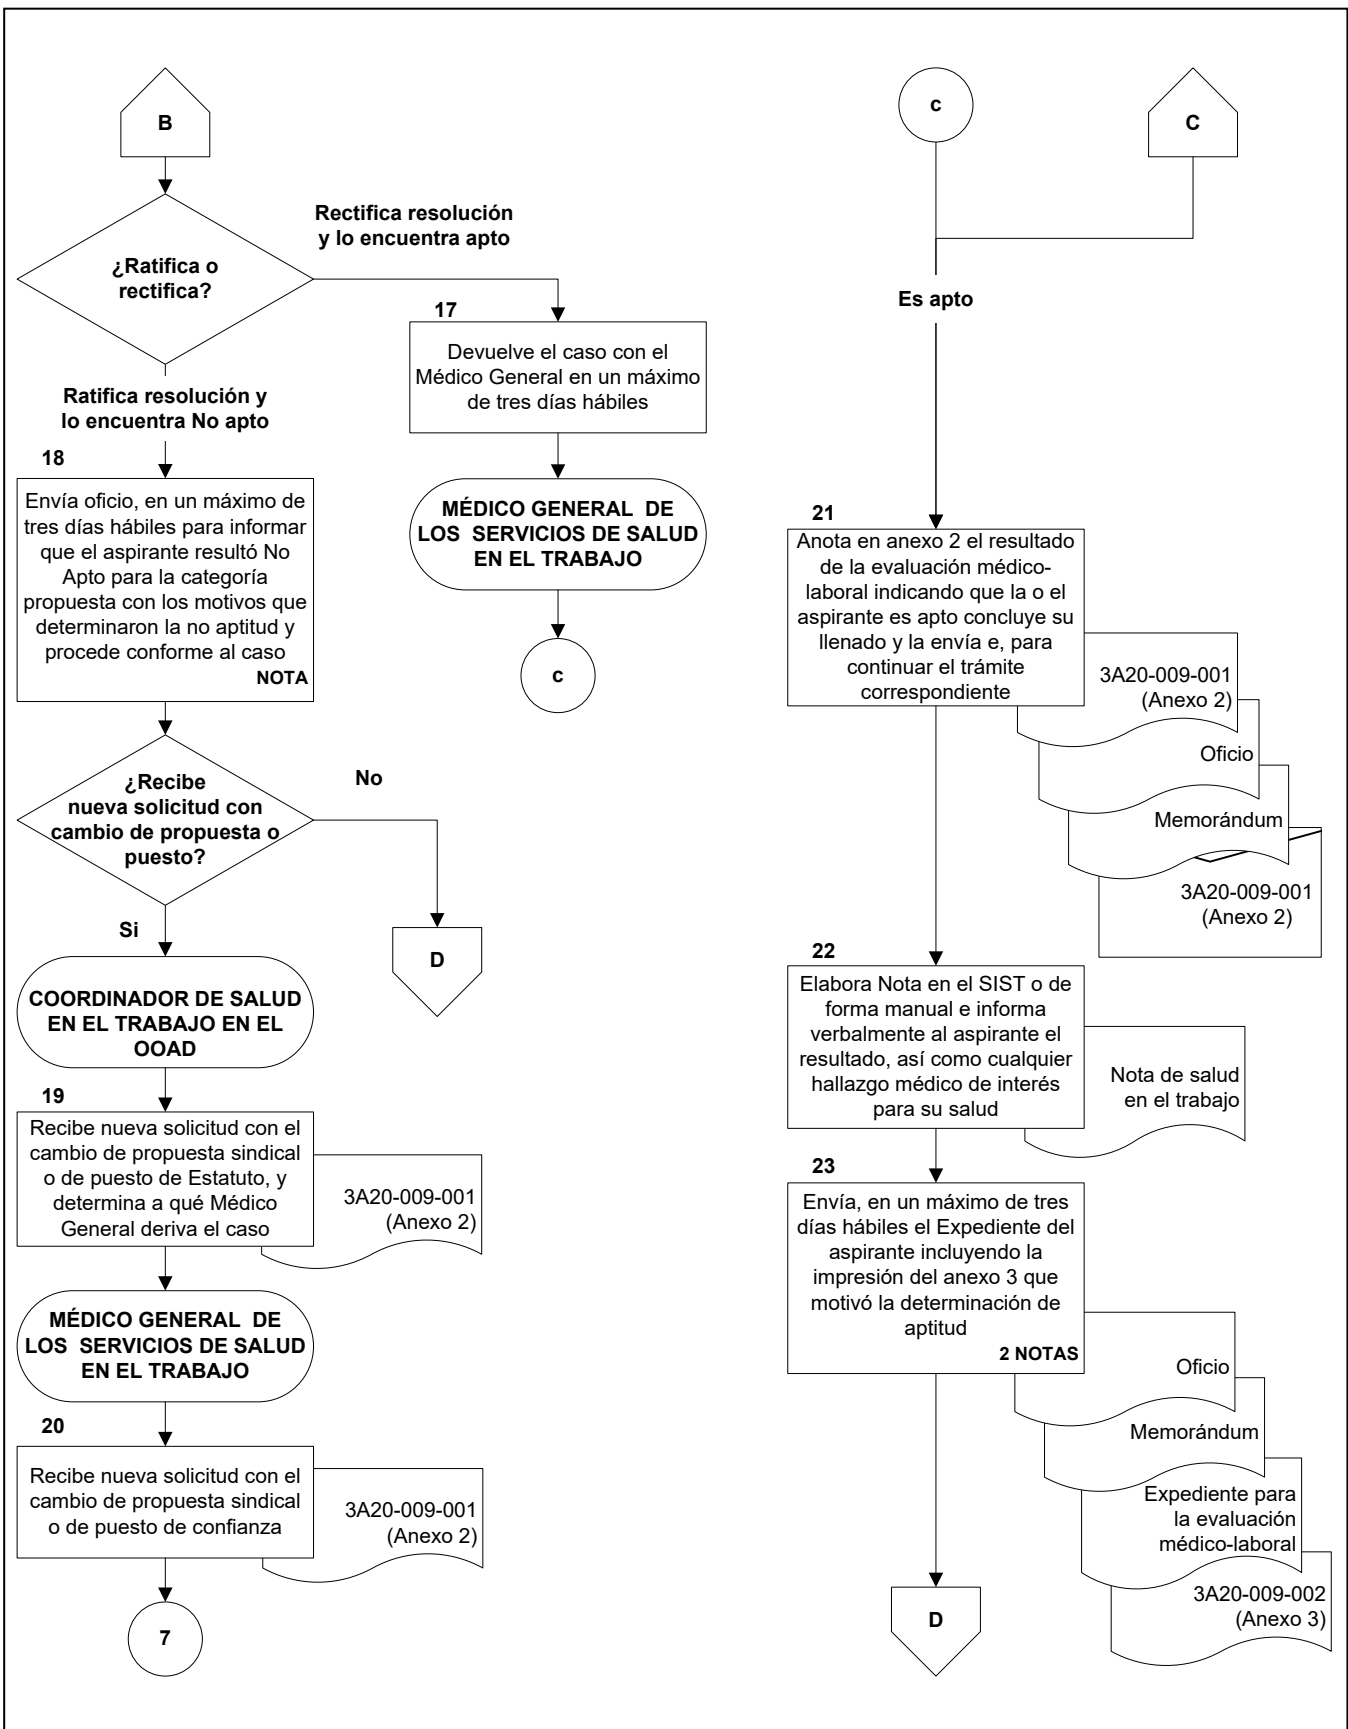 B
¿Ratifica o
rectifica?
Rectifica resolución
y lo encuentra apto
17
Devuelve el caso con el
Médico General en un máximo
de tres días hábiles
MÉDICO GENERAL DE
LOS SERVICIOS DE SALUD
EN EL TRABAJO
c
Ratifica resolución y
lo encuentra No apto
18
Envía oficio, en un máximo de
tres días hábiles para informar
que el aspirante resultó No
Apto para la categoría
propuesta con los motivos que
determinaron la no aptitud y
procede conforme al caso
NOTA
¿Recibe
nueva solicitud con
cambio de propuesta o
puesto?
No
D
Si
COORDINADOR DE SALUD
EN EL TRABAJO EN EL
OOAD
19
Recibe nueva solicitud con el
cambio de propuesta sindical
o de puesto de Estatuto, y
determina a qué Médico
General deriva el caso
3A20-009-001
(Anexo 2)
MÉDICO GENERAL DE
LOS SERVICIOS DE SALUD
EN EL TRABAJO
20
Recibe nueva solicitud con el
cambio de propuesta sindical
o de puesto de confianza
3A20-009-001
(Anexo 2)
7
c
C
Es apto
21
Anota en anexo 2 el resultado
de la evaluación médico-
laboral indicando que la o el
aspirante es apto concluye su
llenado y la envía e, para
continuar el trámite
correspondiente
3A20-009-001
(Anexo 2)
Oficio
Memorándum
3A20-009-001
(Anexo 2)
22
Elabora Nota en el SIST o de
forma manual e informa
verbalmente al aspirante el
resultado, así como cualquier
hallazgo médico de interés
para su salud
Nota de salud
en el trabajo
23
Envía, en un máximo de tres
días hábiles el Expediente del
aspirante incluyendo la
impresión del anexo 3 que
motivó la determinación de
aptitud
2 NOTAS
Oficio
Memorándum
Expediente para
la evaluación
médico-laboral
3A20-009-002
(Anexo 3)
D